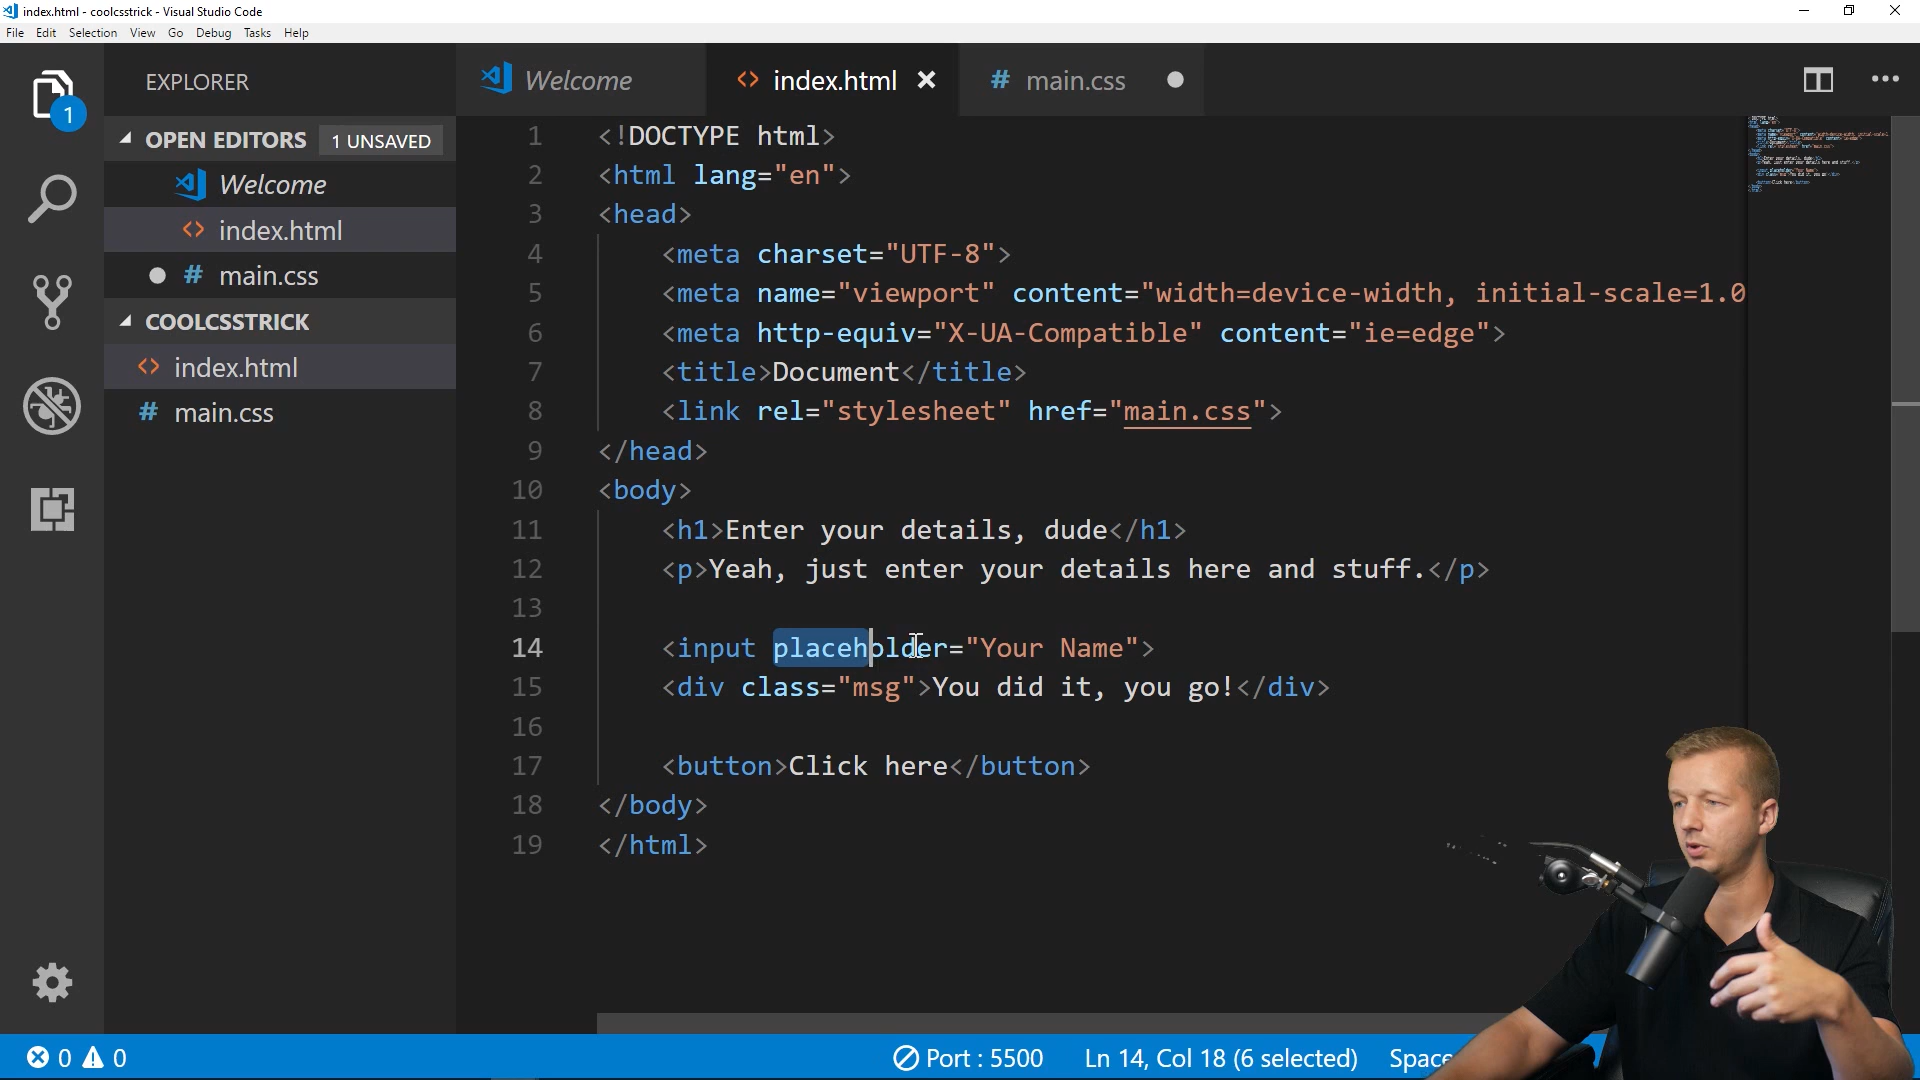 index.html - coolcsstrick - Visual Studio Code
File Edit Selection View Go Debug Tasks Help
EXPLORER
Welcome
index.html
main.css
1
OPEN EDITORS
1 UNSAVED
Welcome
index.html
main.css
COOLCSSTRICK
index.html
main.css
1 <!DOCTYPE html>
2 <html lang="en">
3 <head>
4 <meta charset="UTF-8">
5 <meta name="viewport" content="width=device-width, initial-scale=1.0
6 <meta http-equiv="X-UA-Compatible" content="ie=edge">
7 <title>Document</title>
8 <link rel="stylesheet" href="main.css">
9 </head>
10 <body>
11 <h1>Enter your details, dude</h1>
12 <p>Yeah, just enter your details here and stuff.</p>
13
14 <input placeholder="Your Name">
15 <div class="msg">You did it, you go!</div>
16
17 <button>Click here</button>
18 </body>
19 </html>
0 0
Port : 5500
Ln 14, Col 18 (6 selected)
Space